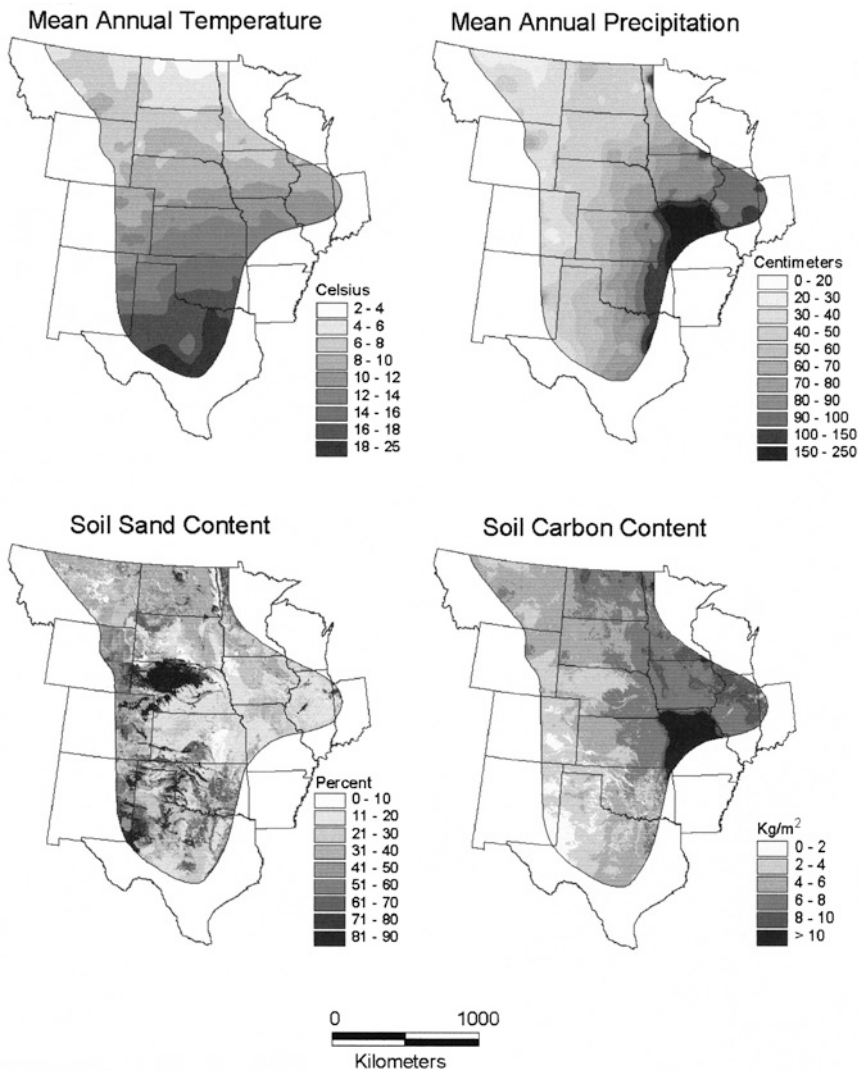 Mean Annual Temperature
Celsius
2 - 4
4 - 6
6 - 8
8 - 10
10 - 12
12 - 14
14 - 16
16 - 18
18 - 25
Mean Annual Precipitation
Centimeters
0 - 20
20 - 30
30 - 40
40 - 50
50 - 60
60 - 70
70 - 80
80 - 90
90 - 100
100 - 150
150 - 250
Soil Sand Content
Percent
0 - 10
11 - 20
21 - 30
31 - 40
41 - 50
51 - 60
61 - 70
71 - 80
81 - 90
Soil Carbon Content
Kg/m²
0 - 2
2 - 4
4 - 6
6 - 8
8 - 10
> 10
0 1000
Kilometers